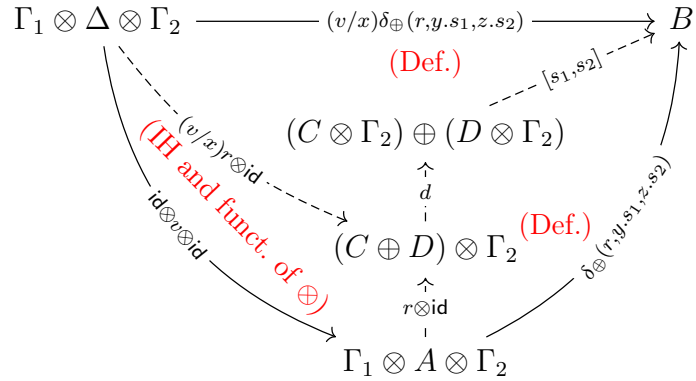 Γ₁ ⊗ Δ ⊗ Γ₂ (v/x)δ⊕(r,y.s₁,z.s₂) B
(Def.)
[s₁,s₂]
(v/x)r⊗id
(C ⊗ Γ₂) ⊕ (D ⊗ Γ₂)
(IH and funct. of ⊕)
id⊗v⊗id
d
(C ⊕ D) ⊗ Γ₂
(Def.)
δ⊕(r,y.s₁,z.s₂)
r⊗id
Γ₁ ⊗ A ⊗ Γ₂